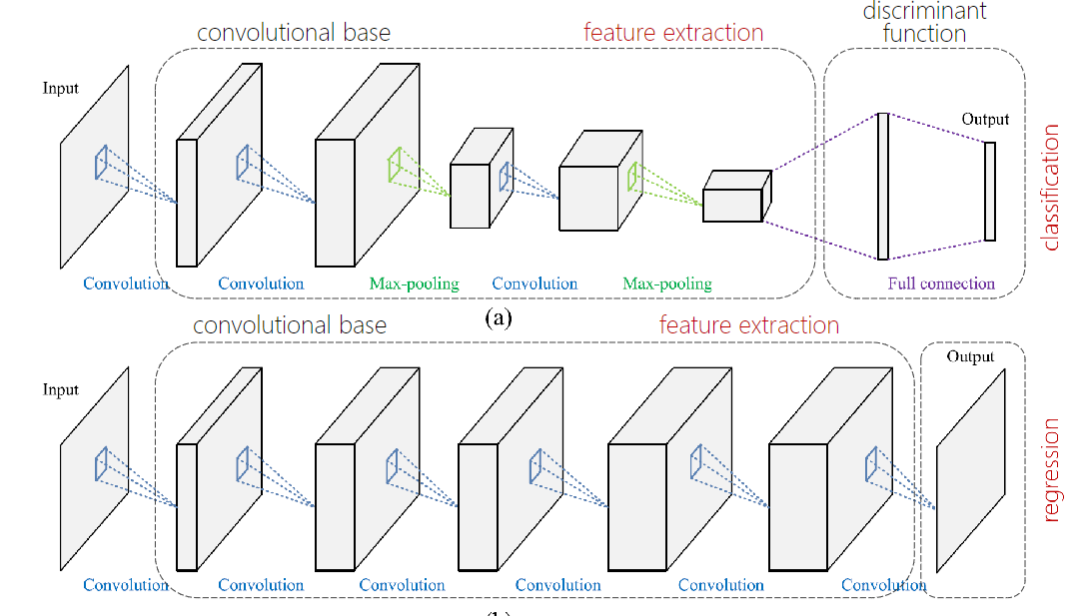 convolutional base
feature extraction
discriminant
function
Input
Output
classification
Convolution
Convolution
Max-pooling
Convolution
Max-pooling
Full connection
(a)
convolutional base
feature extraction
Input
Output
regression
Convolution
Convolution
Convolution
Convolution
Convolution
Convolution